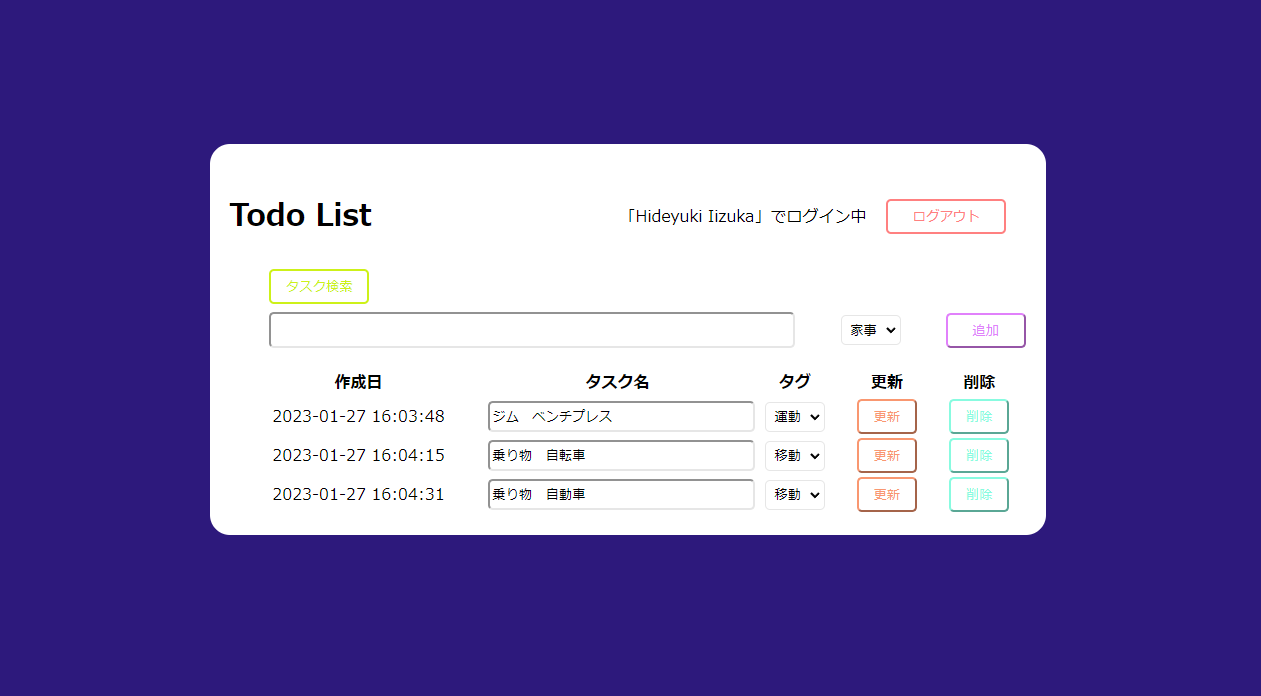 Todo List 「Hideyuki Iizuka」でログイン中 ログアウト
タスク検索
家事 追加
作成日 タスク名 タグ 更新 削除
2023-01-27 16:03:48 ジム　ベンチプレス 運動 更新 削除
2023-01-27 16:04:15 乗り物　自転車 移動 更新 削除
2023-01-27 16:04:31 乗り物　自動車 移動 更新 削除